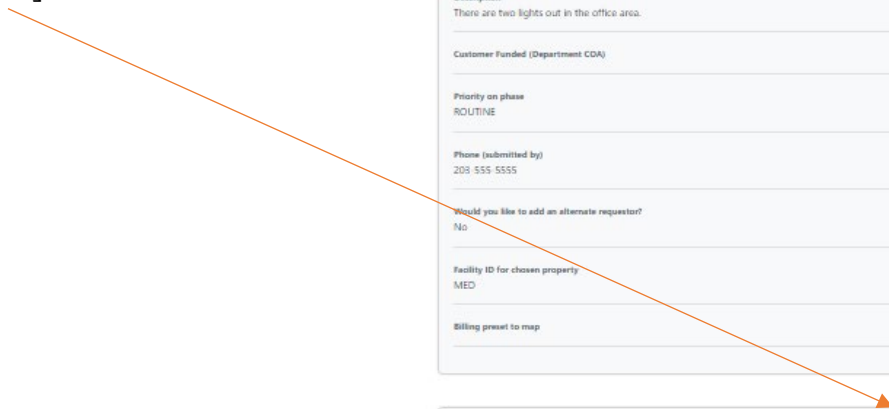 There are two lights out in the office area.
Customer Funded (Department COA)
Priority on phase
ROUTINE
Phone (submitted by)
203-555-5555
Would you like to add an alternate requestor?
No
Facility ID for chosen property
MED
Billing preset to map